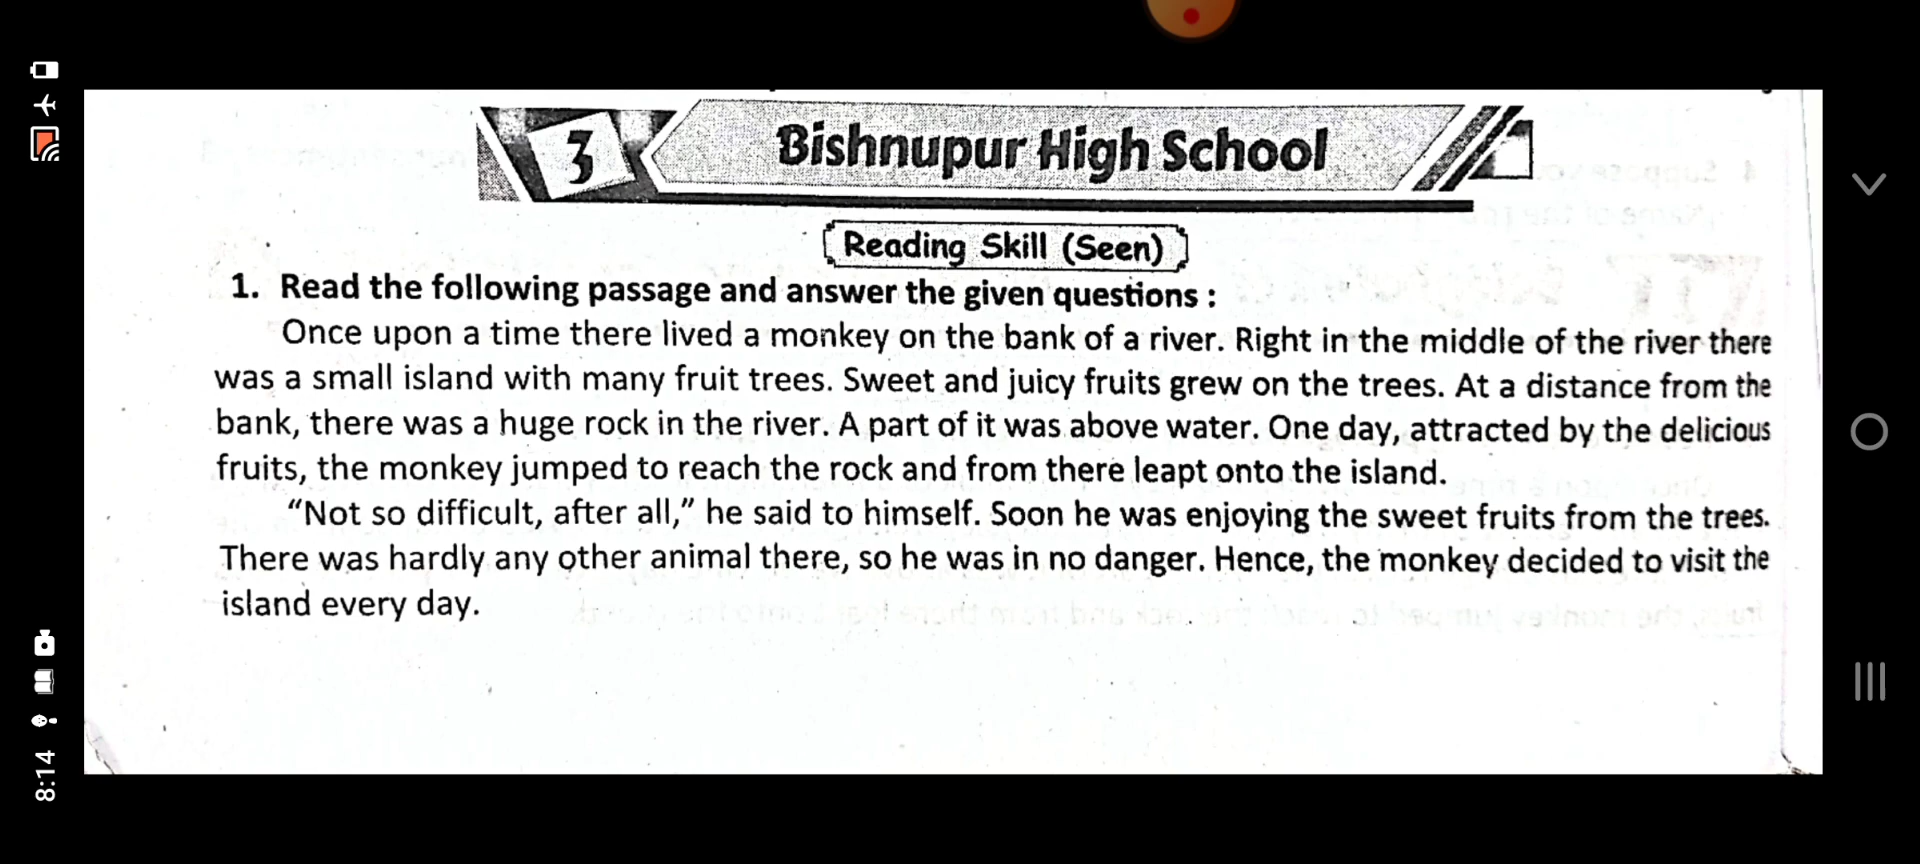 3 Bishnupur High School
Reading Skill (Seen)
1. Read the following passage and answer the given questions :
Once upon a time there lived a monkey on the bank of a river. Right in the middle of the river there
was a small island with many fruit trees. Sweet and juicy fruits grew on the trees. At a distance from the
bank, there was a huge rock in the river. A part of it was above water. One day, attracted by the delicious
fruits, the monkey jumped to reach the rock and from there leapt onto the island.
“Not so difficult, after all,” he said to himself. Soon he was enjoying the sweet fruits from the trees.
There was hardly any other animal there, so he was in no danger. Hence, the monkey decided to visit the
island every day.
8:14